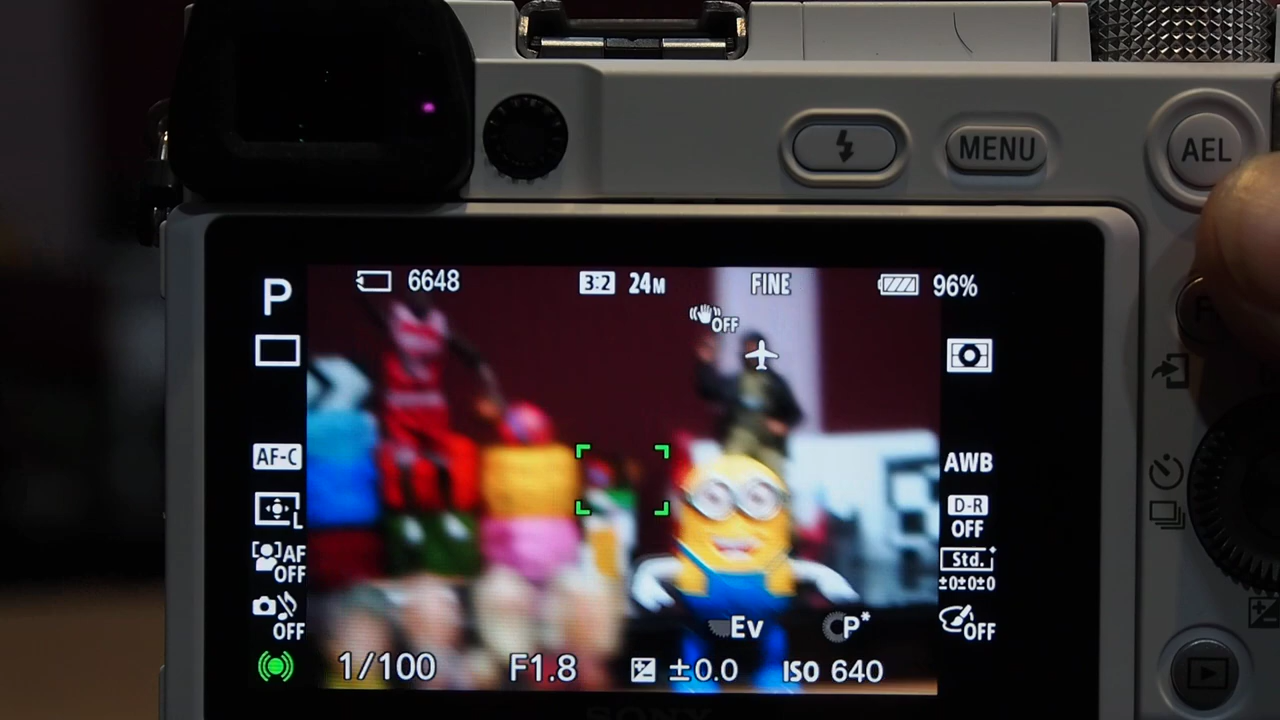 MENU
AEL
P
6648
3:2
24M
FINE
96%
OFF
AF-C
AWB
L
D-R
OFF
AF
OFF
Std.
±0±0±0
OFF
Ev
P*
OFF
1/100
F1.8
±0.0
ISO 640
SONY